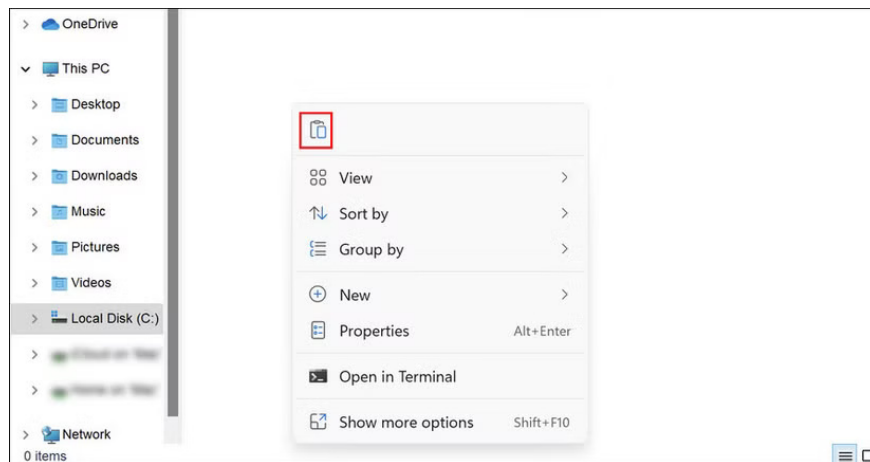 OneDrive
This PC
Desktop
Documents
Downloads
Music
Pictures
Videos
Local Disk (C:)
Network
0 items
View
Sort by
Group by
New
Properties Alt+Enter
Open in Terminal
Show more options Shift+F10